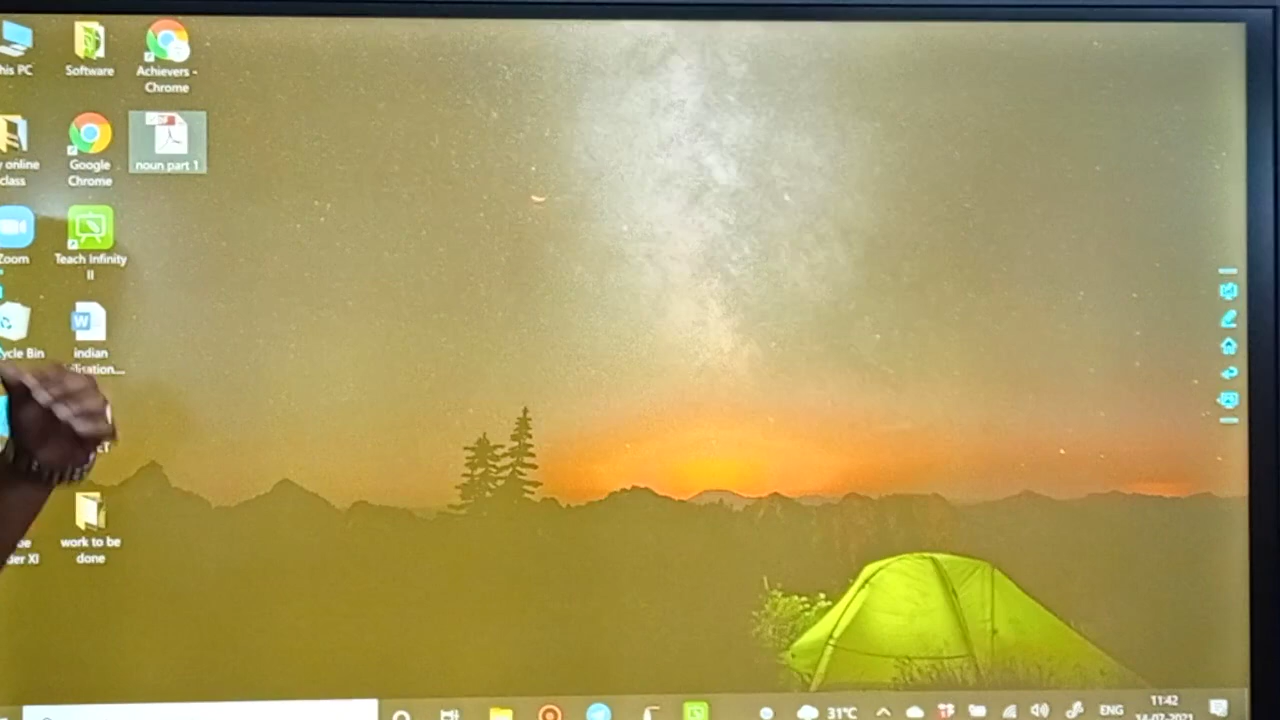 his PC
Software
Achievers -
Chrome
online
class
Google
Chrome
noun part 1
Zoom
Teach Infinity
II
ycle Bin
indian
ilisation...
work to be
done
der XI
31°C
ENG
11:42